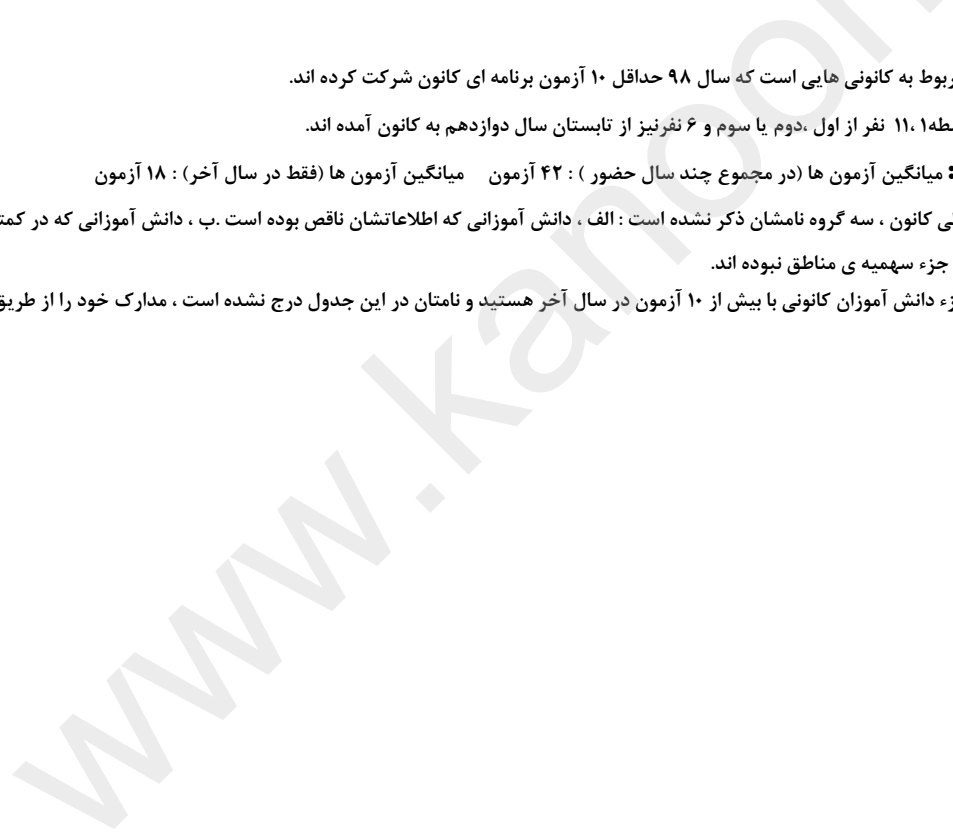 ربوط به کانونی هایی است که سال ۹۸ حداقل ۱۰ آزمون برنامه ای کانون شرکت کرده اند.
طه۱، ۱۱ نفر از اول ،دوم یا سوم و ۶ نفرنیز از تابستان سال دوازدهم به کانون آمده اند.
: میانگین آزمون ها (در مجموع چند سال حضور ) : ۴۲ آزمون میانگین آزمون ها (فقط در سال آخر) : ۱۸ آزمون
ی کانون ، سه گروه نامشان ذکر نشده است : الف ، دانش آموزانی که اطلاعاتشان ناقص بوده است .ب ، دانش آموزانی که در کمت
جزء سهمیه ی مناطق نبوده اند.
زء دانش آموزان کانونی با بیش از ۱۰ آزمون در سال آخر هستید و نامتان در این جدول درج نشده است ، مدارک خود را از طریق
www.kanoon